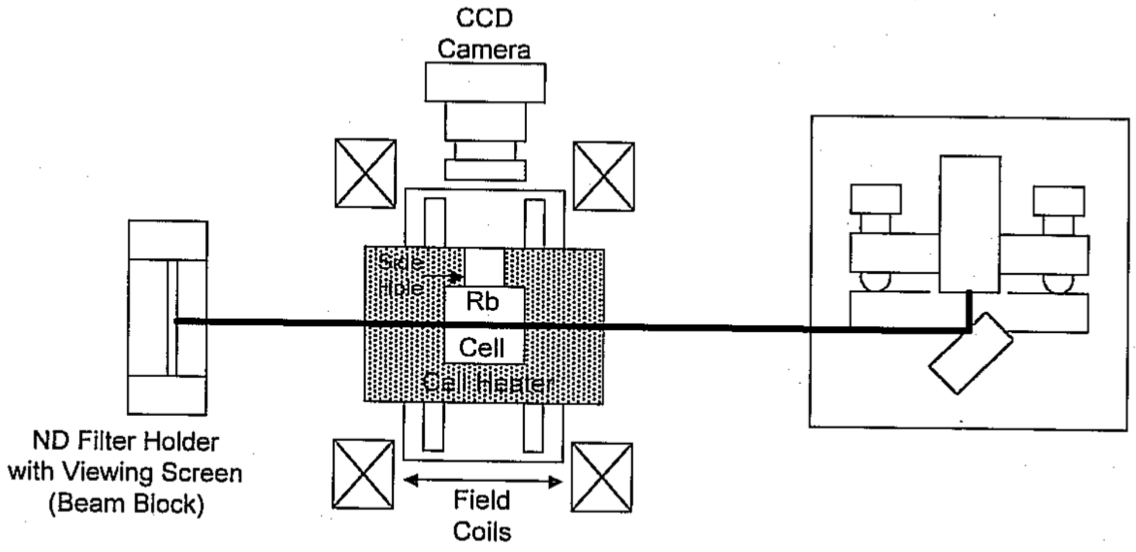 CCD
Camera
Side
Hole
Rb
Cell
Cell Heater
ND Filter Holder
with Viewing Screen
(Beam Block)
Field
Coils